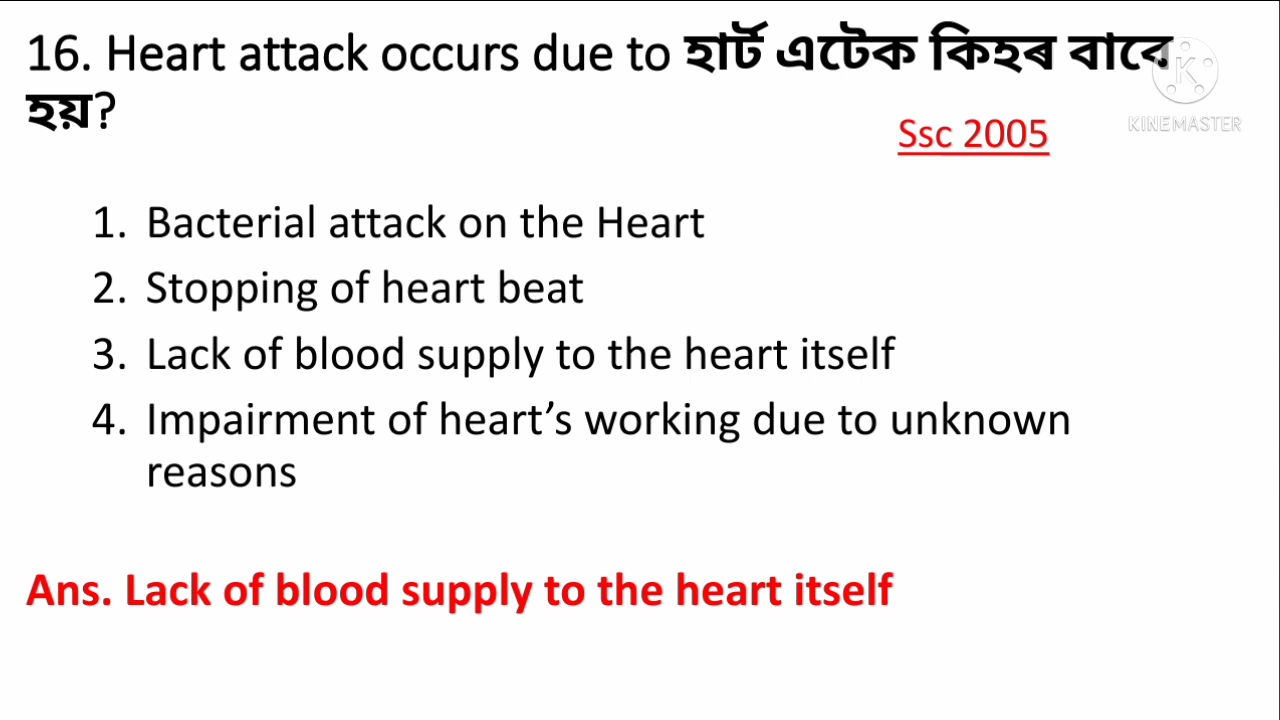 16. Heart attack occurs due to হাৰ্ট এটেক কিহৰ বাবে
হয়?
KINEMASTER
Ssc 2005
1. Bacterial attack on the Heart
2. Stopping of heart beat
3. Lack of blood supply to the heart itself
4. Impairment of heart’s working due to unknown
reasons
Ans. Lack of blood supply to the heart itself